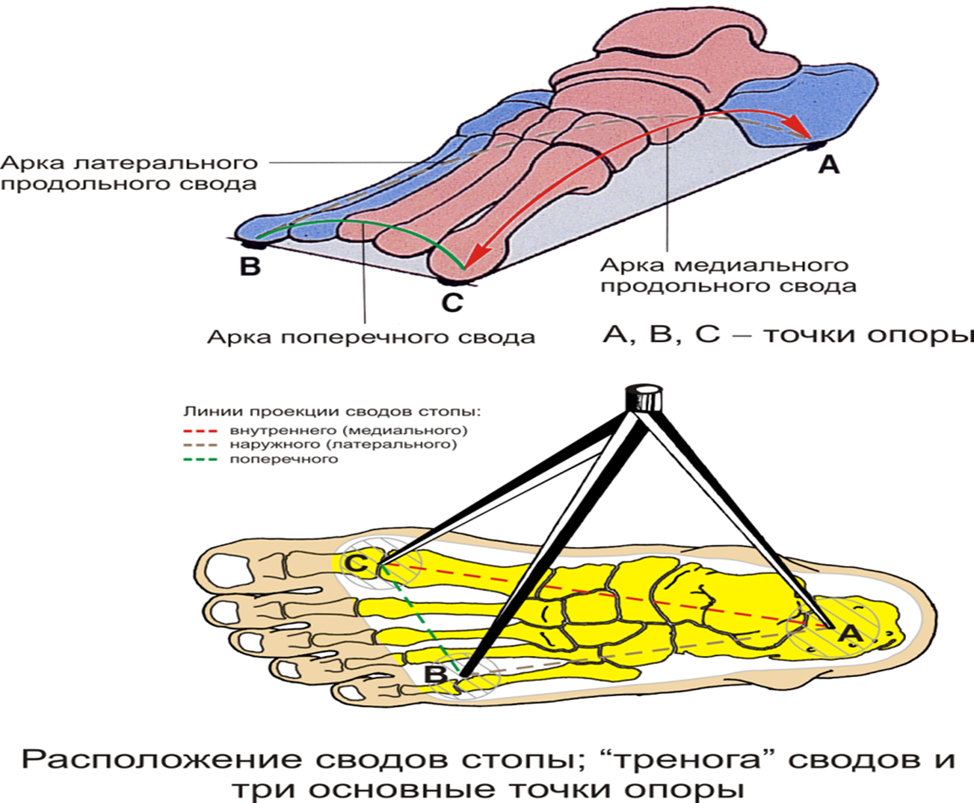 Арка латерального
продольного свода
A
B
C
Арка медиального
продольного свода
Арка поперечного свода
A, B, C – точки опоры
Линии проекции сводов стопы:
внутреннего (медиального)
наружного (латерального)
поперечного
C
A
B
Расположение сводов стопы; “тренога” сводов и
три основные точки опоры